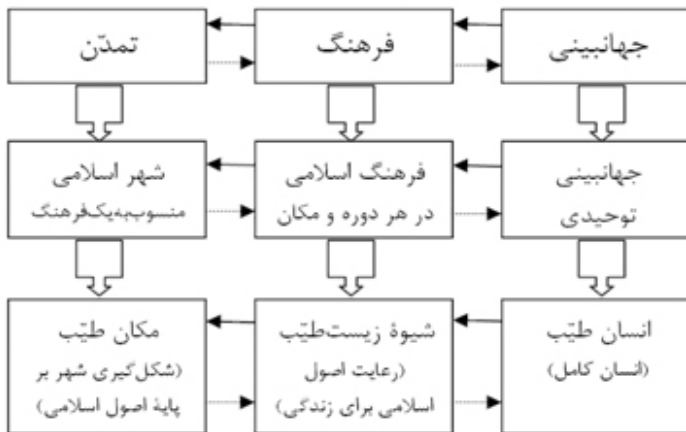 جهانبینی
فرهنگ
تمدّن
جهانبینی
توحیدی
فرهنگ اسلامی
در هر دوره و مکان
شهر اسلامی
منسوب‌به‌یک‌فرهنگ
انسان طیّب
(انسان کامل)
شیوهٔ زیست‌طیّب
(رعایت اصول
اسلامی برای زندگی)
مکان طیّب
(شکل‌گیری شهر بر
پایهٔ اصول اسلامی)